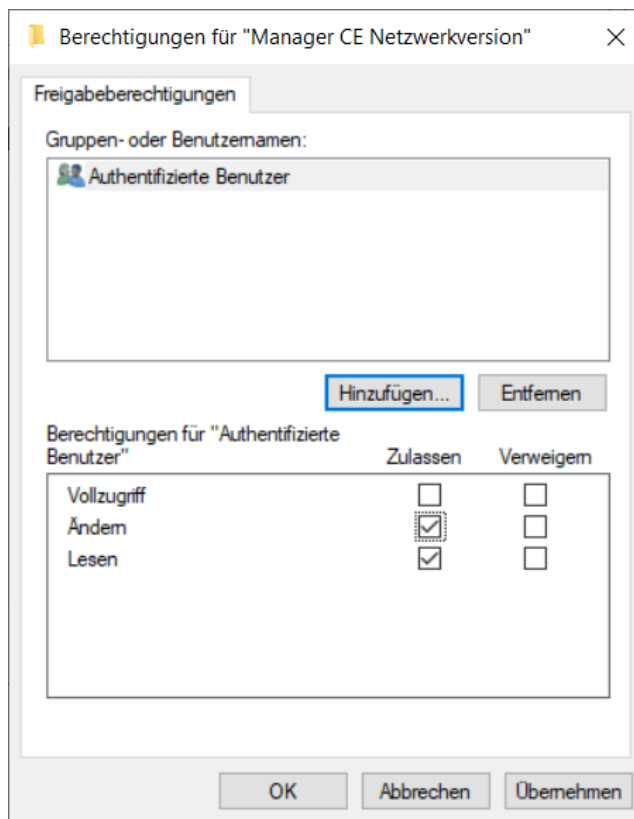 Berechtigungen für "Manager CE Netzwerkversion"
Freigabeberechtigungen
Gruppen- oder Benutzernamen:
Authentifizierte Benutzer
Hinzufügen... Entfernen
Berechtigungen für "Authentifizierte
Benutzer" Zulassen Verweigern
Vollzugriff
Ändern
Lesen
OK Abbrechen Übernehmen